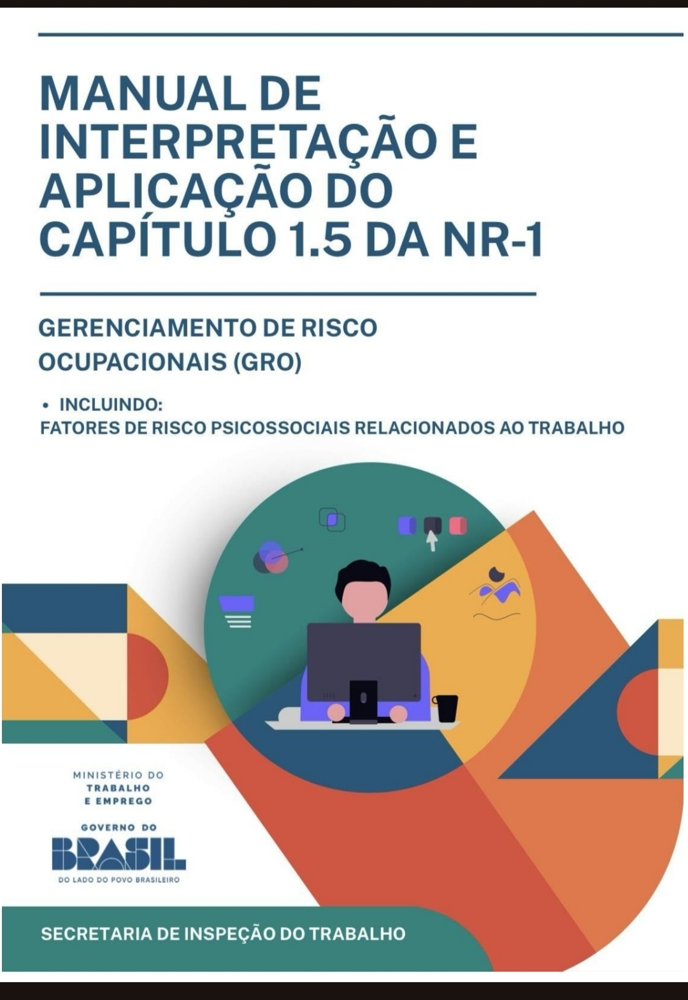 MANUAL DE
INTERPRETAÇÃO E
APLICAÇÃO DO
CAPÍTULO 1.5 DA NR-1
GERENCIAMENTO DE RISCO
OCUPACIONAIS (GRO)
• INCLUINDO:
FATORES DE RISCO PSICOSSOCIAIS RELACIONADOS AO TRABALHO
MINISTÉRIO DO
TRABALHO
E EMPREGO
GOVERNO DO
BRASIL
DO LADO DO POVO BRASILEIRO
SECRETARIA DE INSPEÇÃO DO TRABALHO